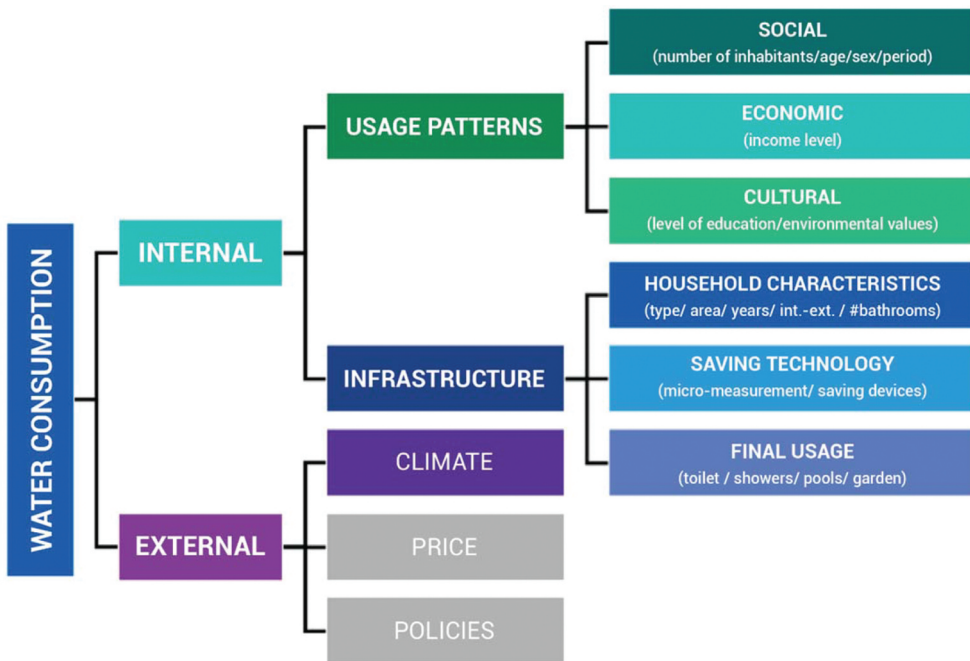 WATER CONSUMPTION
INTERNAL
USAGE PATTERNS
SOCIAL
(number of inhabitants/age/sex/period)
ECONOMIC
(income level)
CULTURAL
(level of education/environmental values)
INFRASTRUCTURE
HOUSEHOLD CHARACTERISTICS
(type/ area/ years/ int.-ext. / #bathrooms)
SAVING TECHNOLOGY
(micro-measurement/ saving devices)
FINAL USAGE
(toilet / showers/ pools/ garden)
EXTERNAL
CLIMATE
PRICE
POLICIES